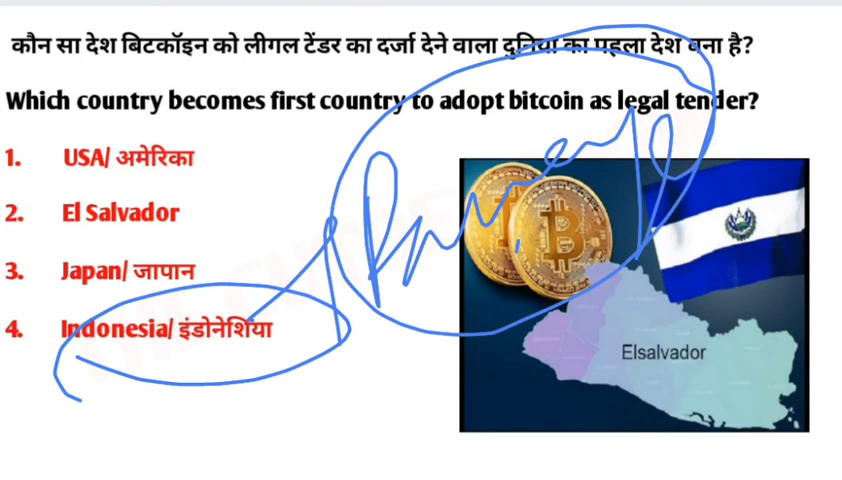 कौन सा देश बिटकॉइन को लीगल टेंडर का दर्जा देने वाला दुनिया का पहला देश बना है?
Which country becomes first country to adopt bitcoin as legal tender?
1. USA/ अमेरिका
2. El Salvador
3. Japan/ जापान
4. Indonesia/ इंडोनेशिया
Elsalvador